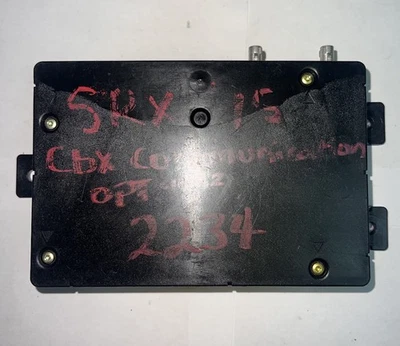 SRX 15
CbX Communication
opt
2234